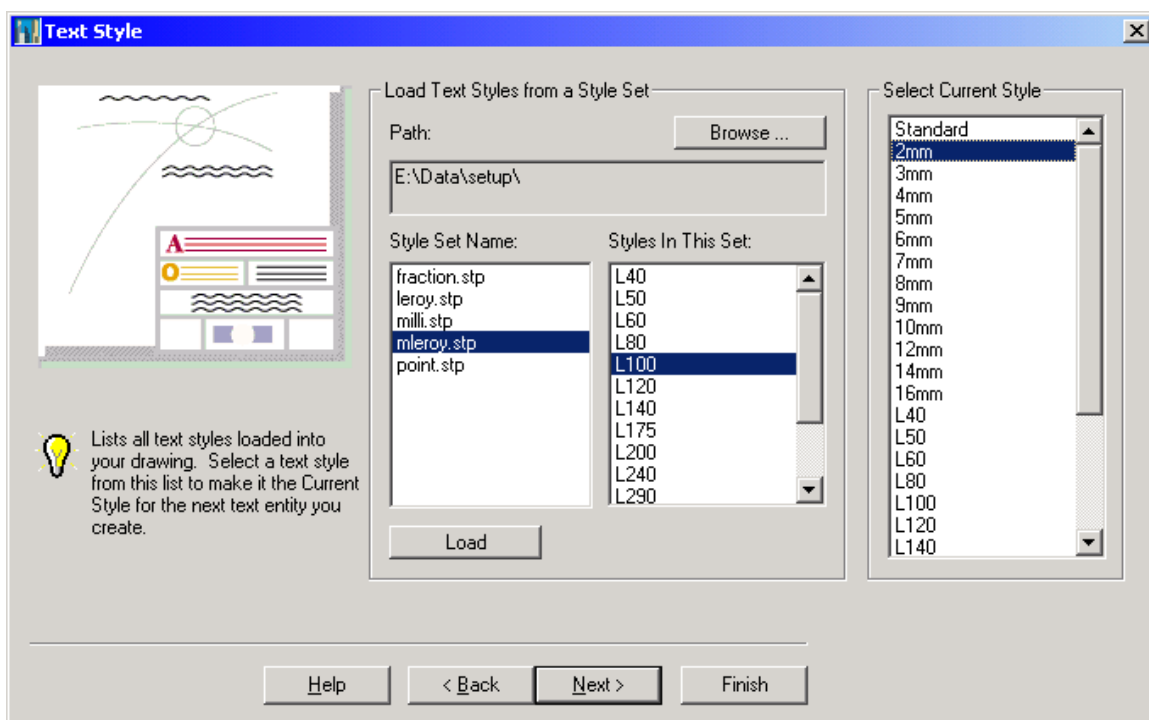 Text Style
Load Text Styles from a Style Set
Path:
Browse ...
E:\Data\setup\
Style Set Name:
fraction.stp
leroy.stp
milli.stp
mleroy.stp
point.stp
Styles In This Set:
L40
L50
L60
L80
L100
L120
L140
L175
L200
L240
L290
Load
Select Current Style
Standard
2mm
3mm
4mm
5mm
6mm
7mm
8mm
9mm
10mm
12mm
14mm
16mm
L40
L50
L60
L80
L100
L120
L140
A
O
Lists all text styles loaded into
your drawing. Select a text style
from this list to make it the Current
Style for the next text entity you
create.
Help
< Back
Next >
Finish